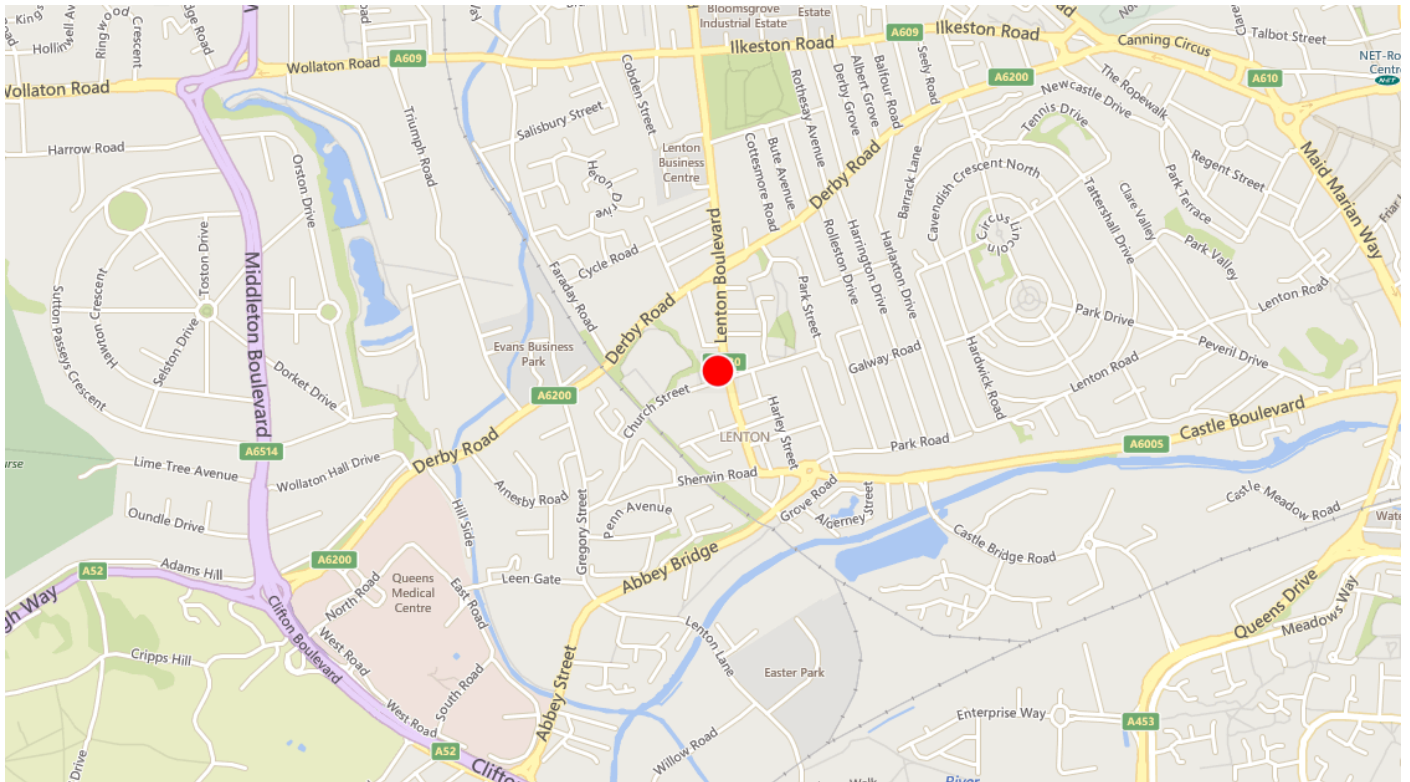 Bloomsgrove
Industrial Estate
Estate
Talbot Street
Hollin
Ringwood
Crescent
Ilkeston Road
A609
Ilkeston Road
Canning Circus
A609
Wollaton Road
A610
A6200
Wollaton Road
Cobden Street
Rothesay Avenue
Derby Grove
Albert Grove
Balfour Road
Seely Road
The Ropewalk
Newcastle Drive
Tennis Drive
Salisbury Street
Triumph Road
Harrow Road
Orston Drive
Lenton
Business
Centre
Cottesmore Road
Bute Avenue
Derby Road
Barrack Lane
Cavendish Crescent North
Regent Street
Maid Marian Way
Heron Drive
Tattershall Drive
Clare Valley
Park Terrace
Park Valley
Lincoln Circus
Toston Drive
Middleton Boulevard
Faraday Road
Cycle Road
Lenton Boulevard
Rolleston Drive
Harrington Drive
Harlaxton Drive
Park Street
Lenton Road
Hawton Crescent
Sutton Passeys Crescent
Selston Drive
Derby Road
Park Drive
Evans Business
Park
Galway Road
Hardwick Road
Peveril Drive
Lenton Road
Dorket Drive
A6200
Church Street
Castle Boulevard
Harley Street
LENTON
Park Road
A6005
A6514
Derby Road
Lime Tree Avenue
Wollaton Hall Drive
Sherwin Road
Arnesby Road
Grove Road
Castle Meadow Road
Oundle Drive
Hill Side
Gregory Street
Penn Avenue
Alderney Street
Castle Bridge Road
Abbey Bridge
A6200
Adams Hill
A52
Leen Gate
Queens
Medical
Centre
North Road
East Road
Queens Drive
Meadows Way
Clifton Boulevard
West Road
Lenton Lane
Cripps Hill
South Road
Abbey Street
Easter Park
West Road
Enterprise Way
A453
A52
Willow Road
River